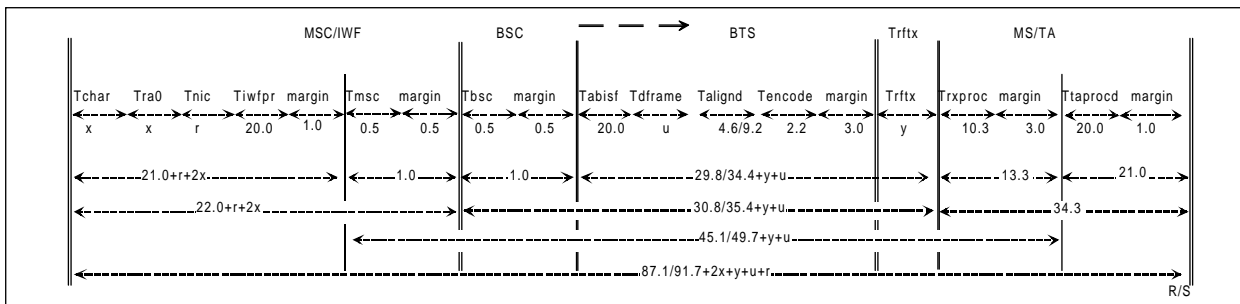 MSC/IWF BSC BTS Trftx MS/TA
Tchar Tra0 Tnic Tiwfpr margin Tmsc margin Tbsc margin Tabisf Tdframe Talignd Tencode margin Trftx Trxproc margin Ttaprocd margin
x x r 20.0 1.0 0.5 0.5 0.5 0.5 20.0 u 4.6/9.2 2.2 3.0 y 10.3 3.0 20.0 1.0
21.0+r+2x 1.0 1.0 29.8/34.4+y+u 13.3 21.0
22.0+r+2x 30.8/35.4+y+u 34.3
45.1/49.7+y+u
87.1/91.7+2x+y+u+r
R/S